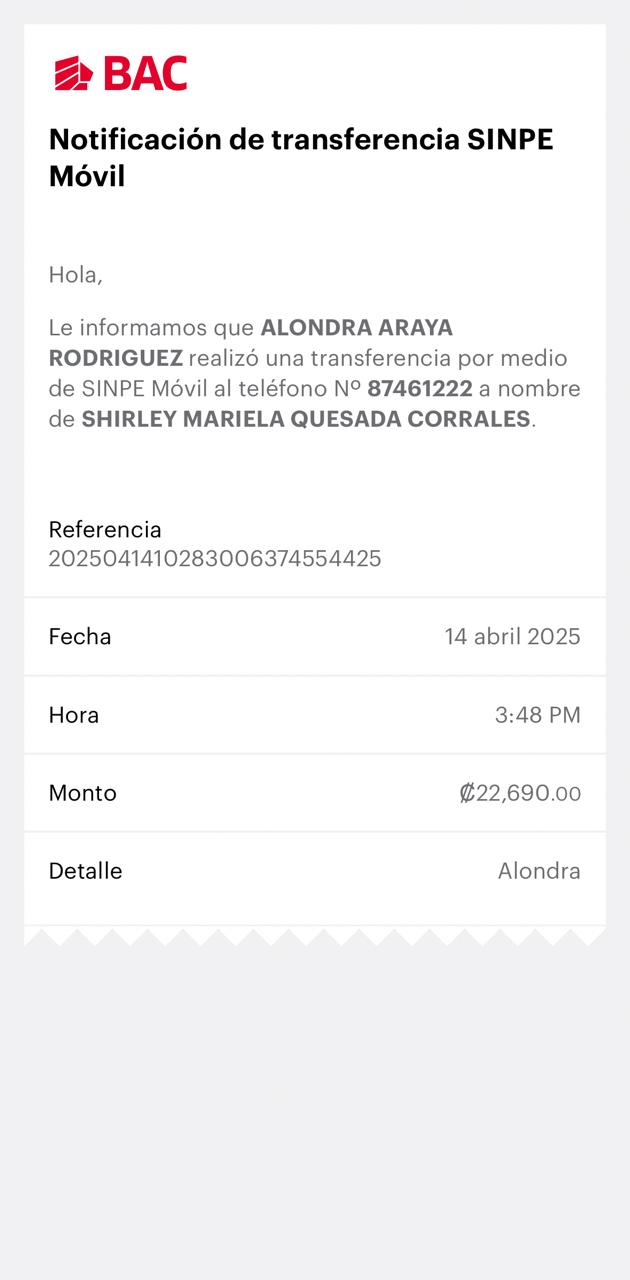 BAC
Notificación de transferencia SINPE
Móvil
Hola,
Le informamos que ALONDRA ARAYA
RODRIGUEZ realizó una transferencia por medio
de SINPE Móvil al teléfono Nº 87461222 a nombre
de SHIRLEY MARIELA QUESADA CORRALES.
Referencia
2025041410283006374554425
Fecha 14 abril 2025
Hora 3:48 PM
Monto ₡22,690.00
Detalle Alondra